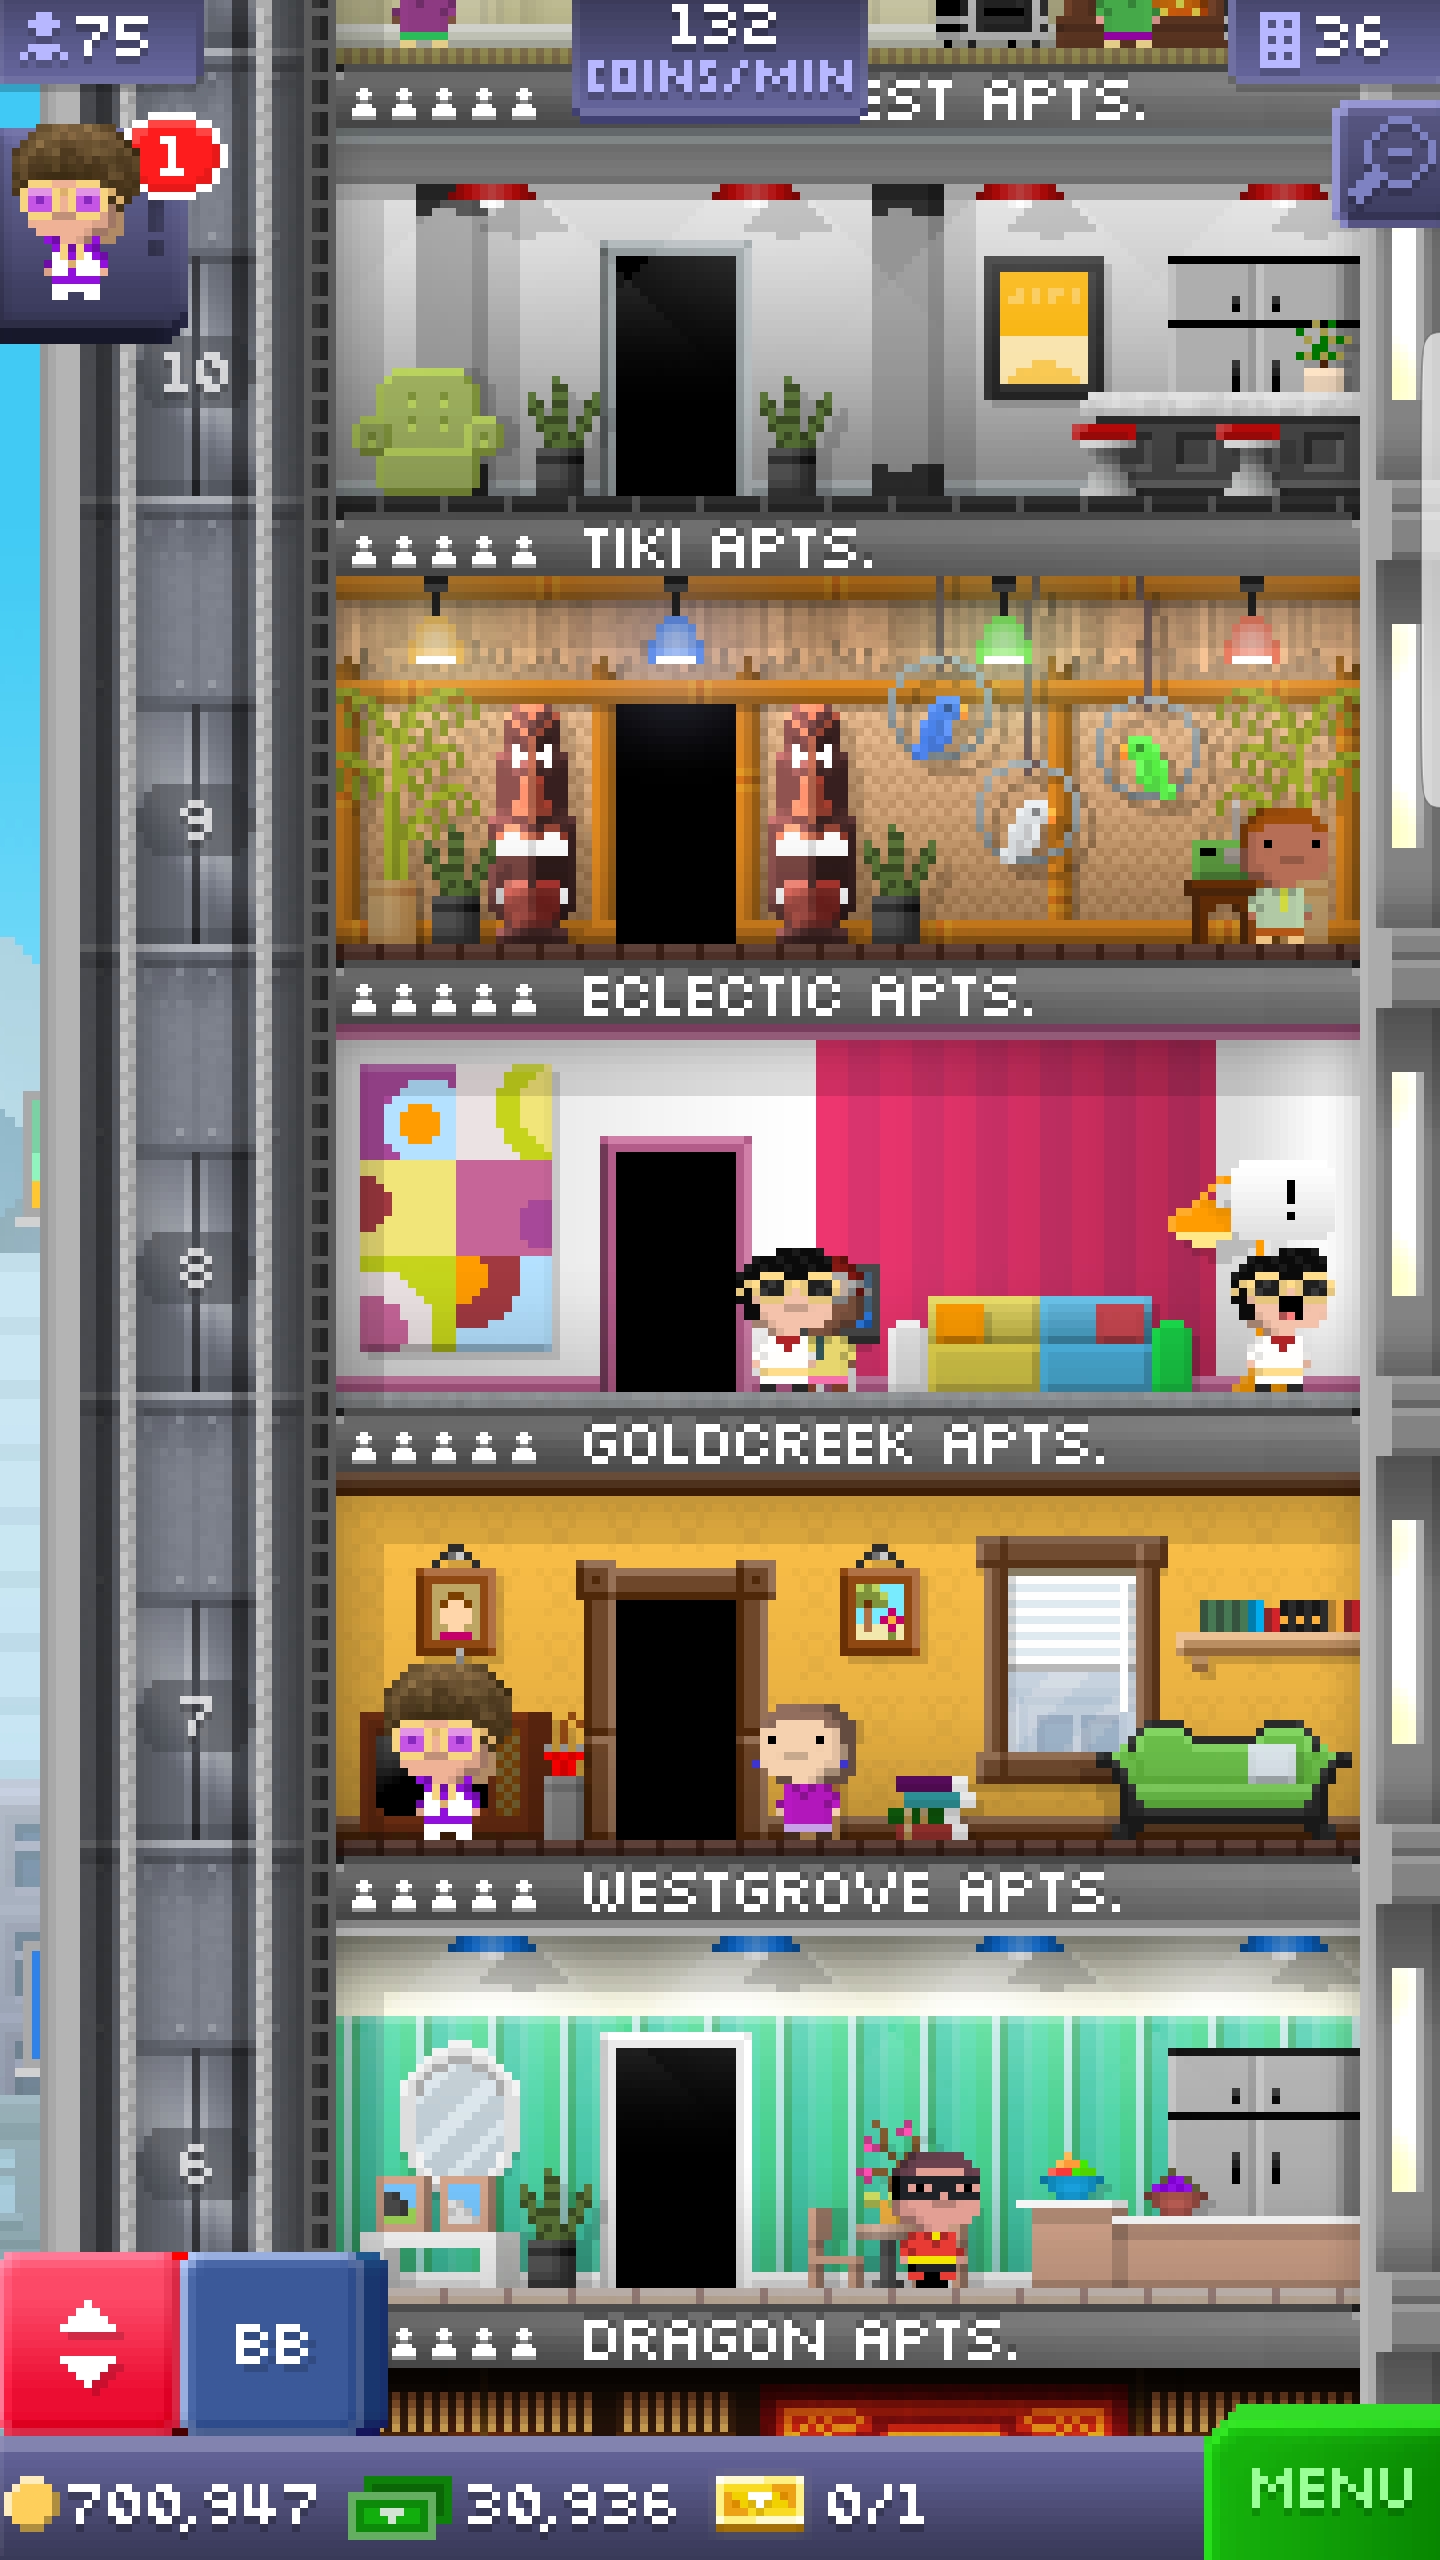 75
132
COINS/MIN
36
1
EST APTS.
10
TIKI APTS.
9
ECLECTIC APTS.
!
8
GOLDCREEK APTS.
7
WESTGROVE APTS.
6
BB
DRAGON APTS.
700,947
30,936
0/1
MENU